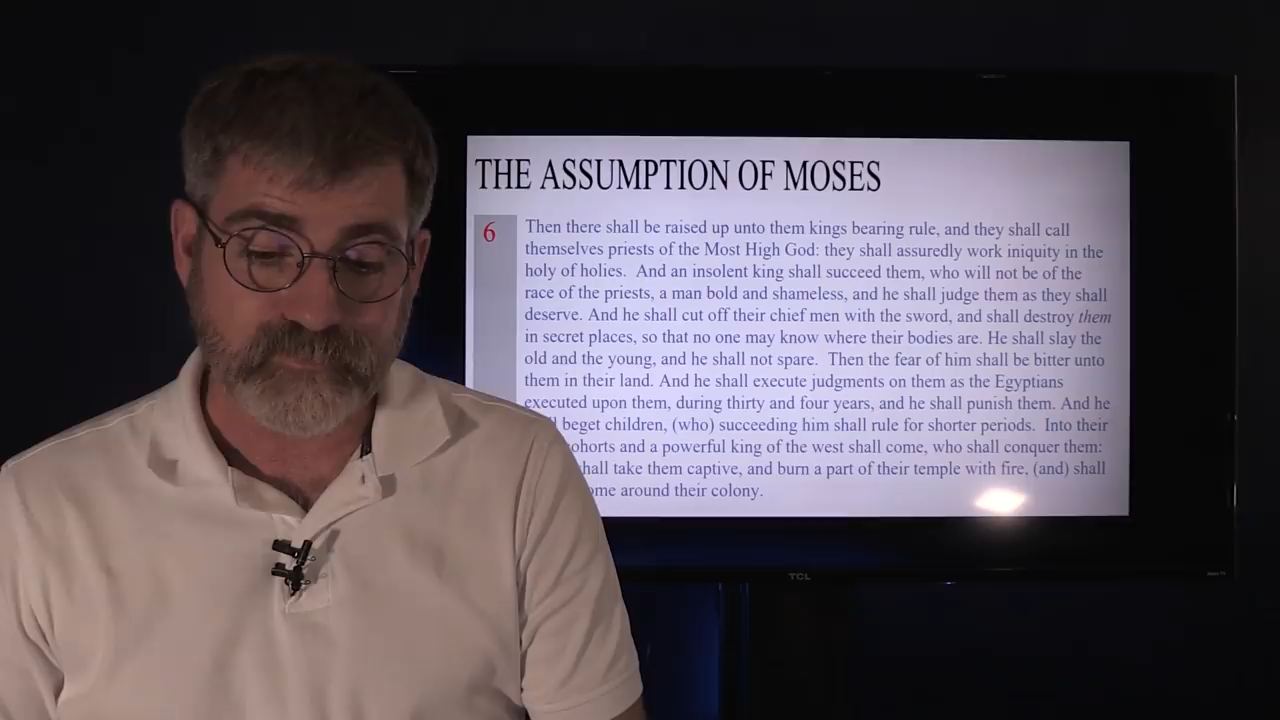 THE ASSUMPTION OF MOSES
6
Then there shall be raised up unto them kings bearing rule, and they shall call
themselves priests of the Most High God: they shall assuredly work iniquity in the
holy of holies. And an insolent king shall succeed them, who will not be of the
race of the priests, a man bold and shameless, and he shall judge them as they shall
deserve. And he shall cut off their chief men with the sword, and shall destroy them
in secret places, so that no one may know where their bodies are. He shall slay the
old and the young, and he shall not spare. Then the fear of him shall be bitter unto
them in their land. And he shall execute judgments on them as the Egyptians
executed upon them, during thirty and four years, and he shall punish them. And he
beget children, (who) succeeding him shall rule for shorter periods. Into their
ohorts and a powerful king of the west shall come, who shall conquer them:
hall take them captive, and burn a part of their temple with fire, (and) shall
ome around their colony.
TCL